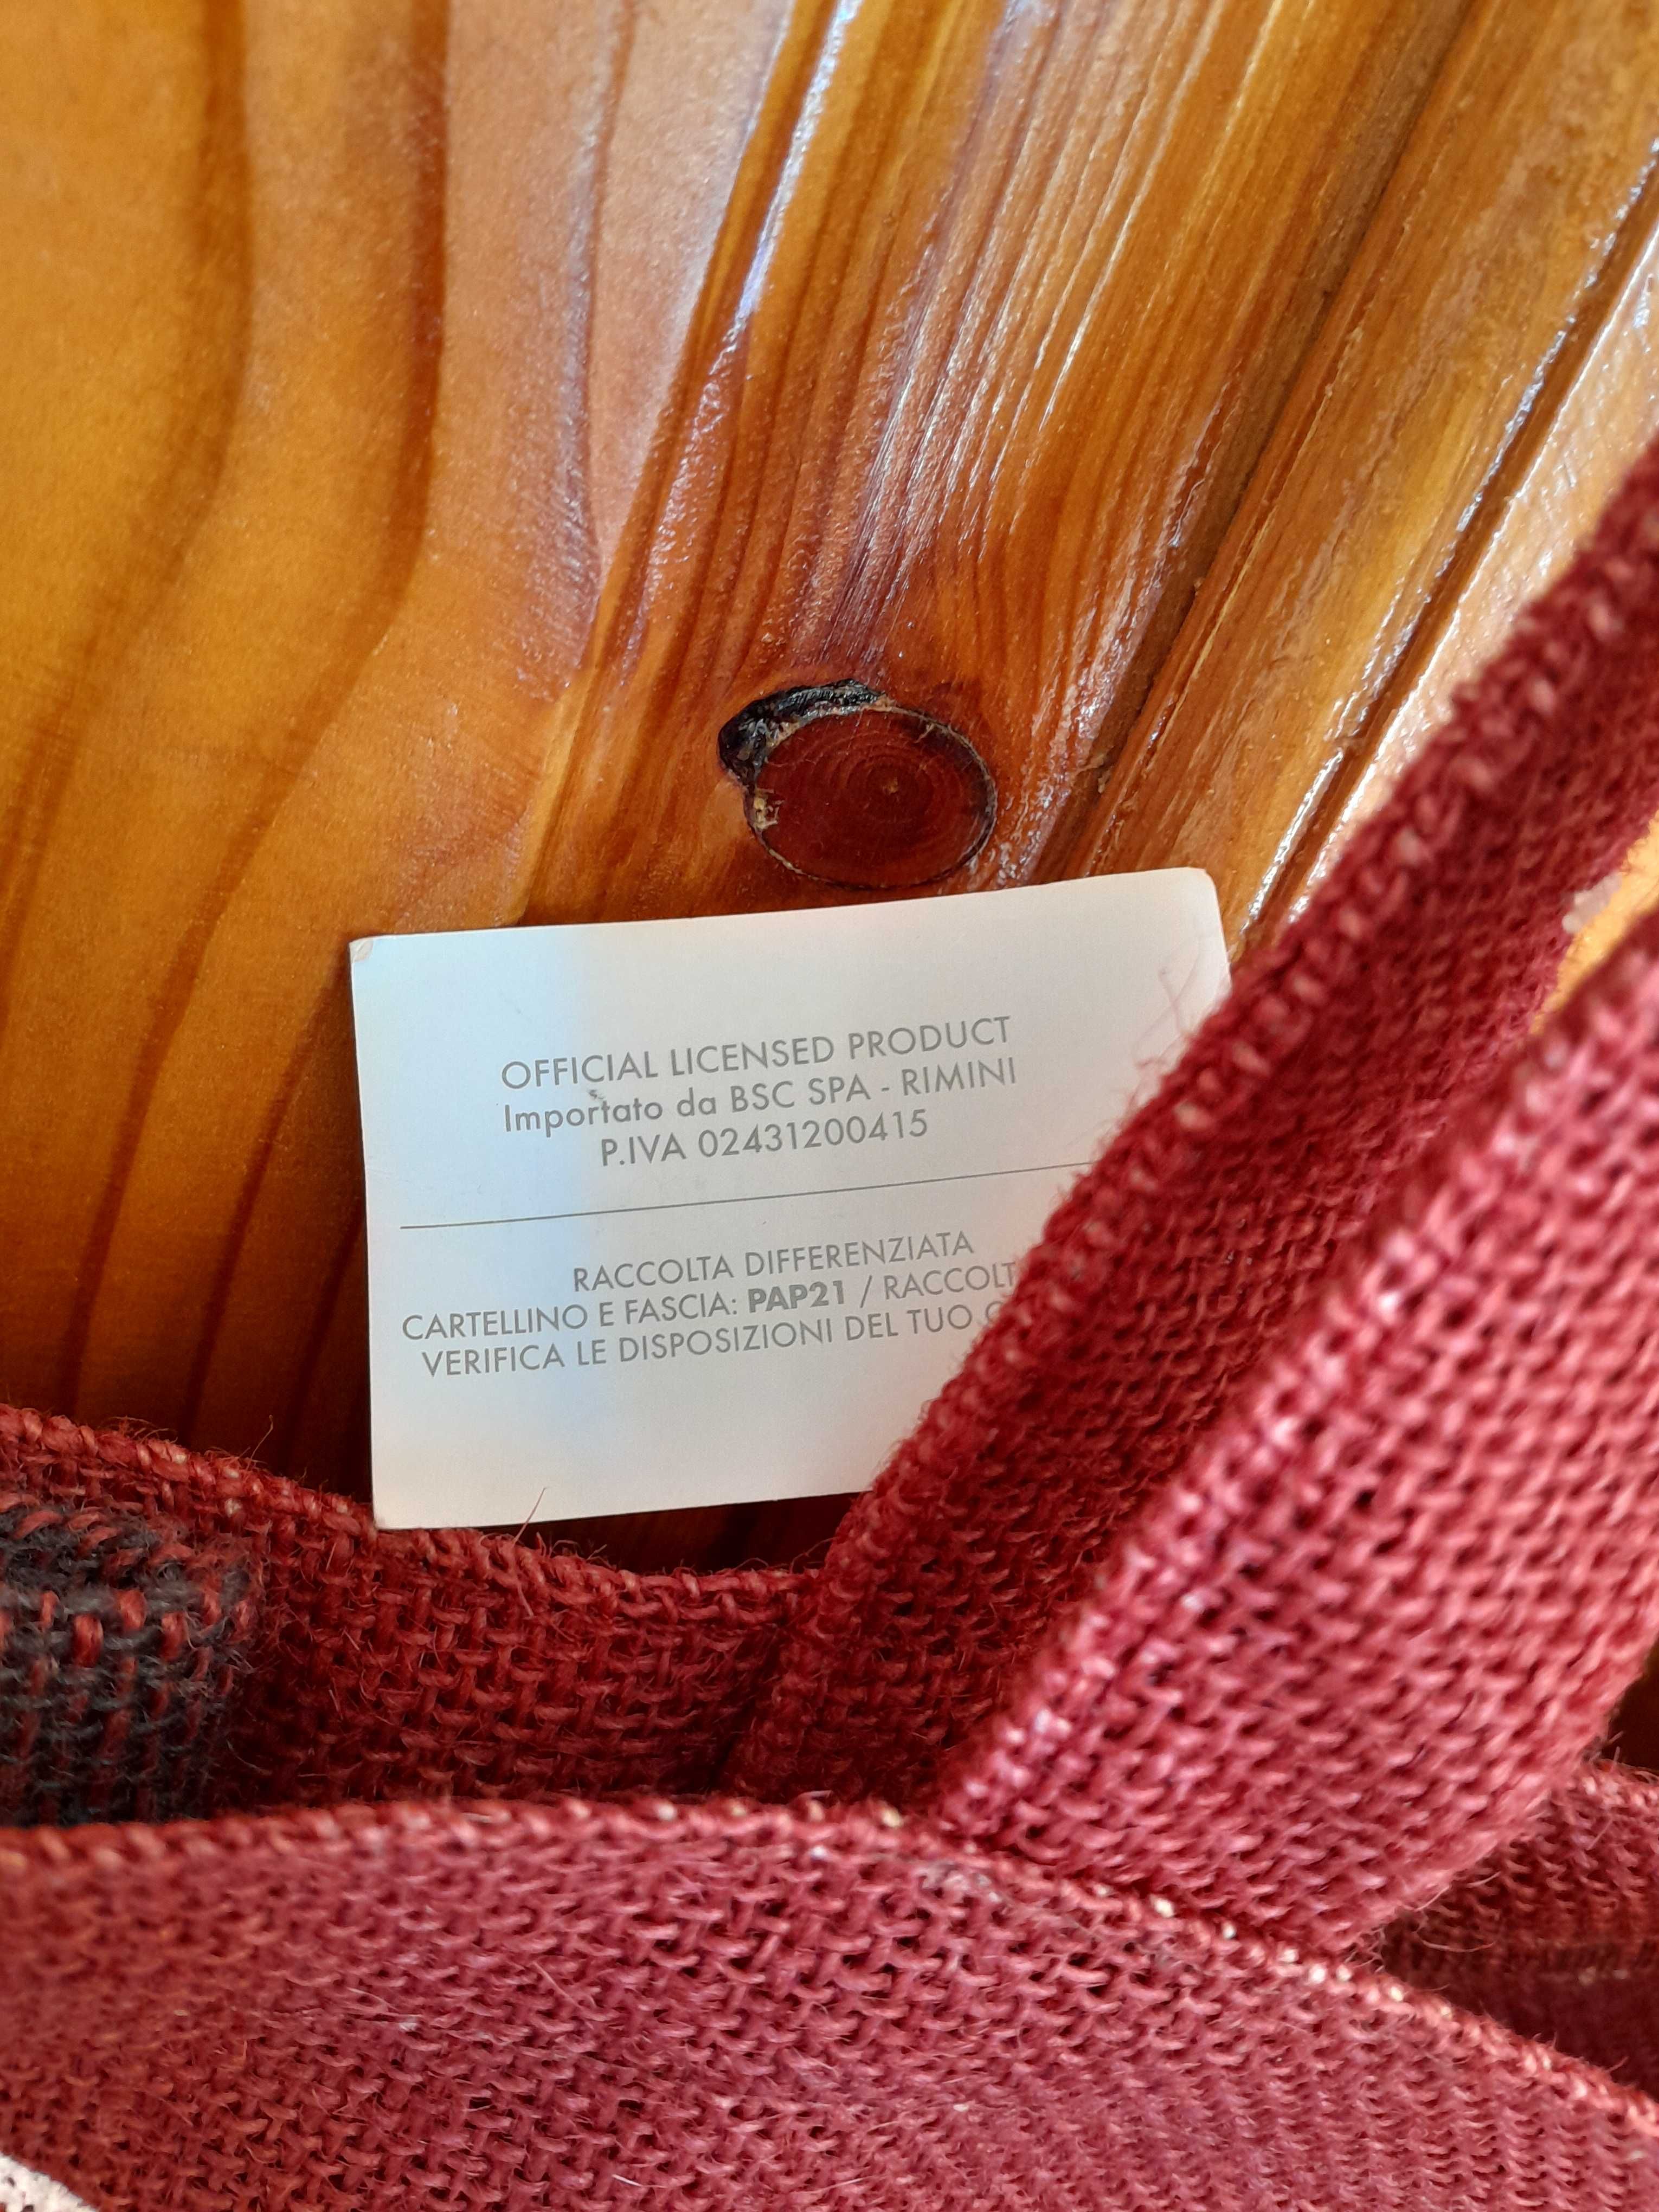 OFFICIAL LICENSED PRODUCT
Importato da BSC SPA - RIMINI
P.IVA 02431200415
RACCOLTA DIFFERENZIATA
CARTELLINO E FASCIA: PAP21 / RACCOLT
VERIFICA LE DISPOSIZIONI DEL TUO